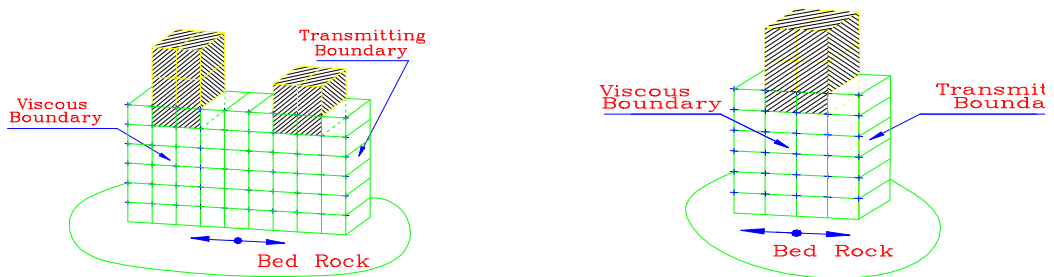 Transmitting
Boundary
Viscous
Boundary
Bed Rock
Viscous
Boundary
Transmit
Bounda
Bed Rock